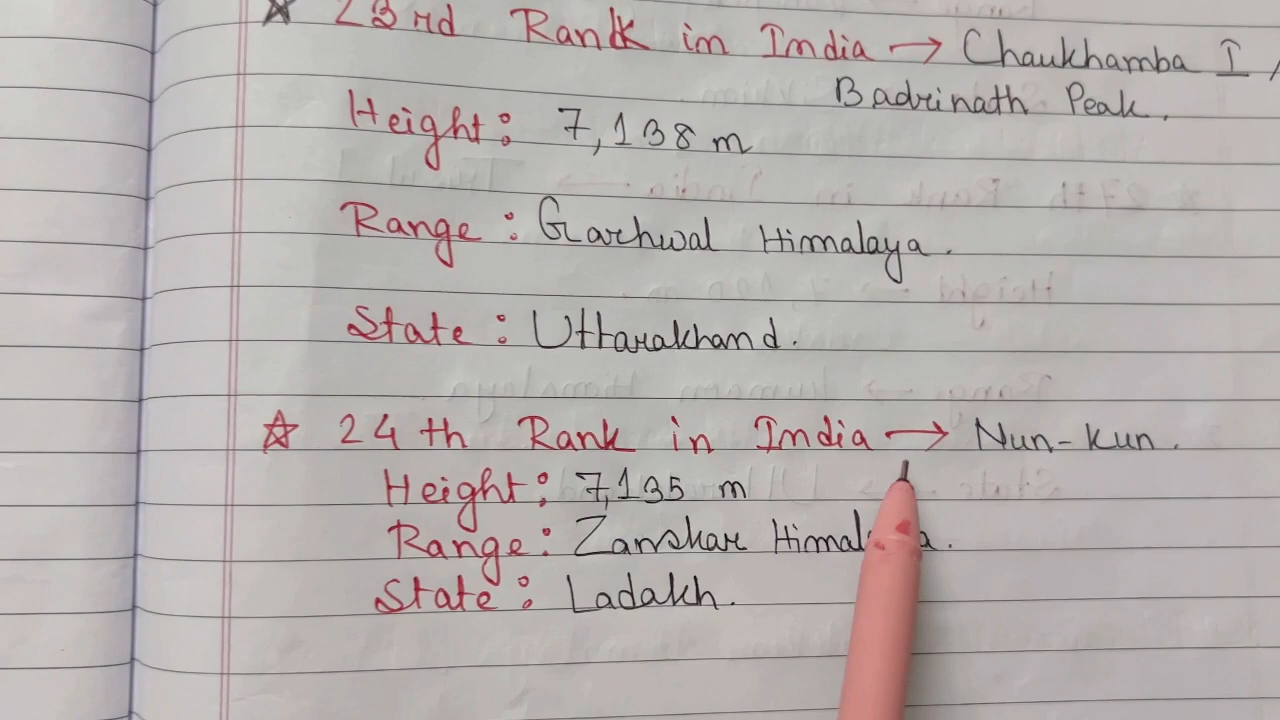 ☆ 23rd Rank in India → Chaukhamba I,
Badrinath Peak.
Height: 7,138 m
Range: Garhwal Himalaya.
State: Uttarakhand.
☆ 24th Rank in India → Nun-Kun.
Height: 7,135 m
Range: Zanskar Himalaya.
State: Ladakh.